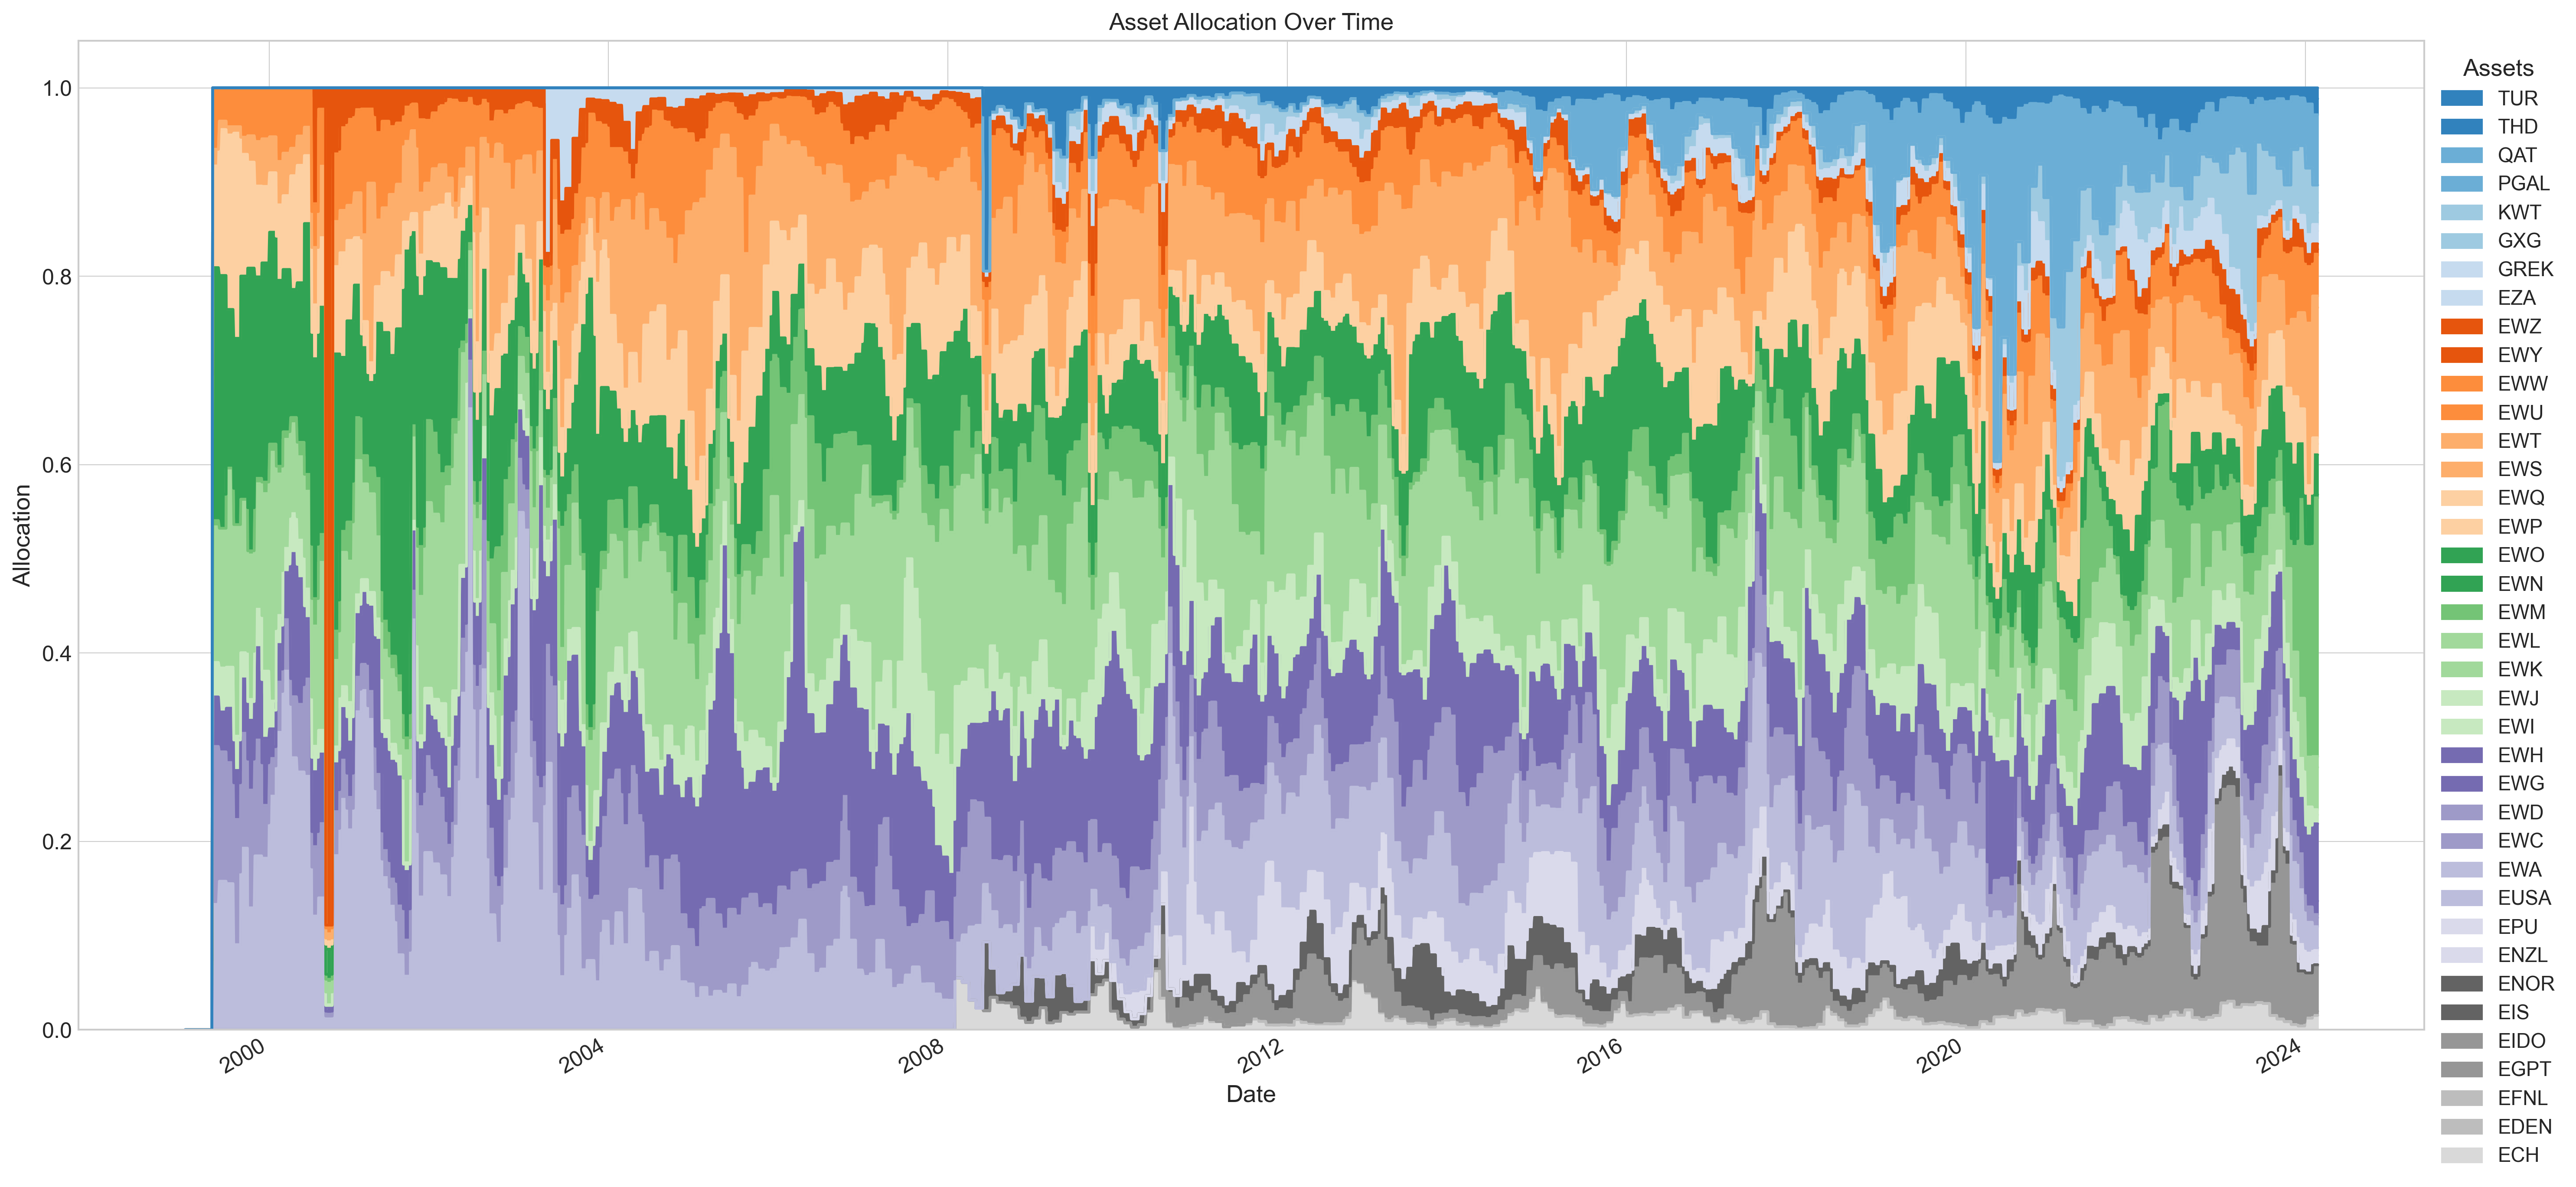 Asset Allocation Over Time
Allocation
1.0
0.8
0.6
0.4
0.2
0.0
2000
2004
2008
2012
2016
2020
2024
Date
Assets
TUR
THD
QAT
PGAL
KWT
GXG
GREK
EZA
EWZ
EWY
EWW
EWU
EWT
EWS
EWQ
EWP
EWO
EWN
EWM
EWL
EWK
EWJ
EWI
EWH
EWG
EWD
EWC
EWA
EUSA
EPU
ENZL
ENOR
EIS
EIDO
EGPT
EFNL
EDEN
ECH